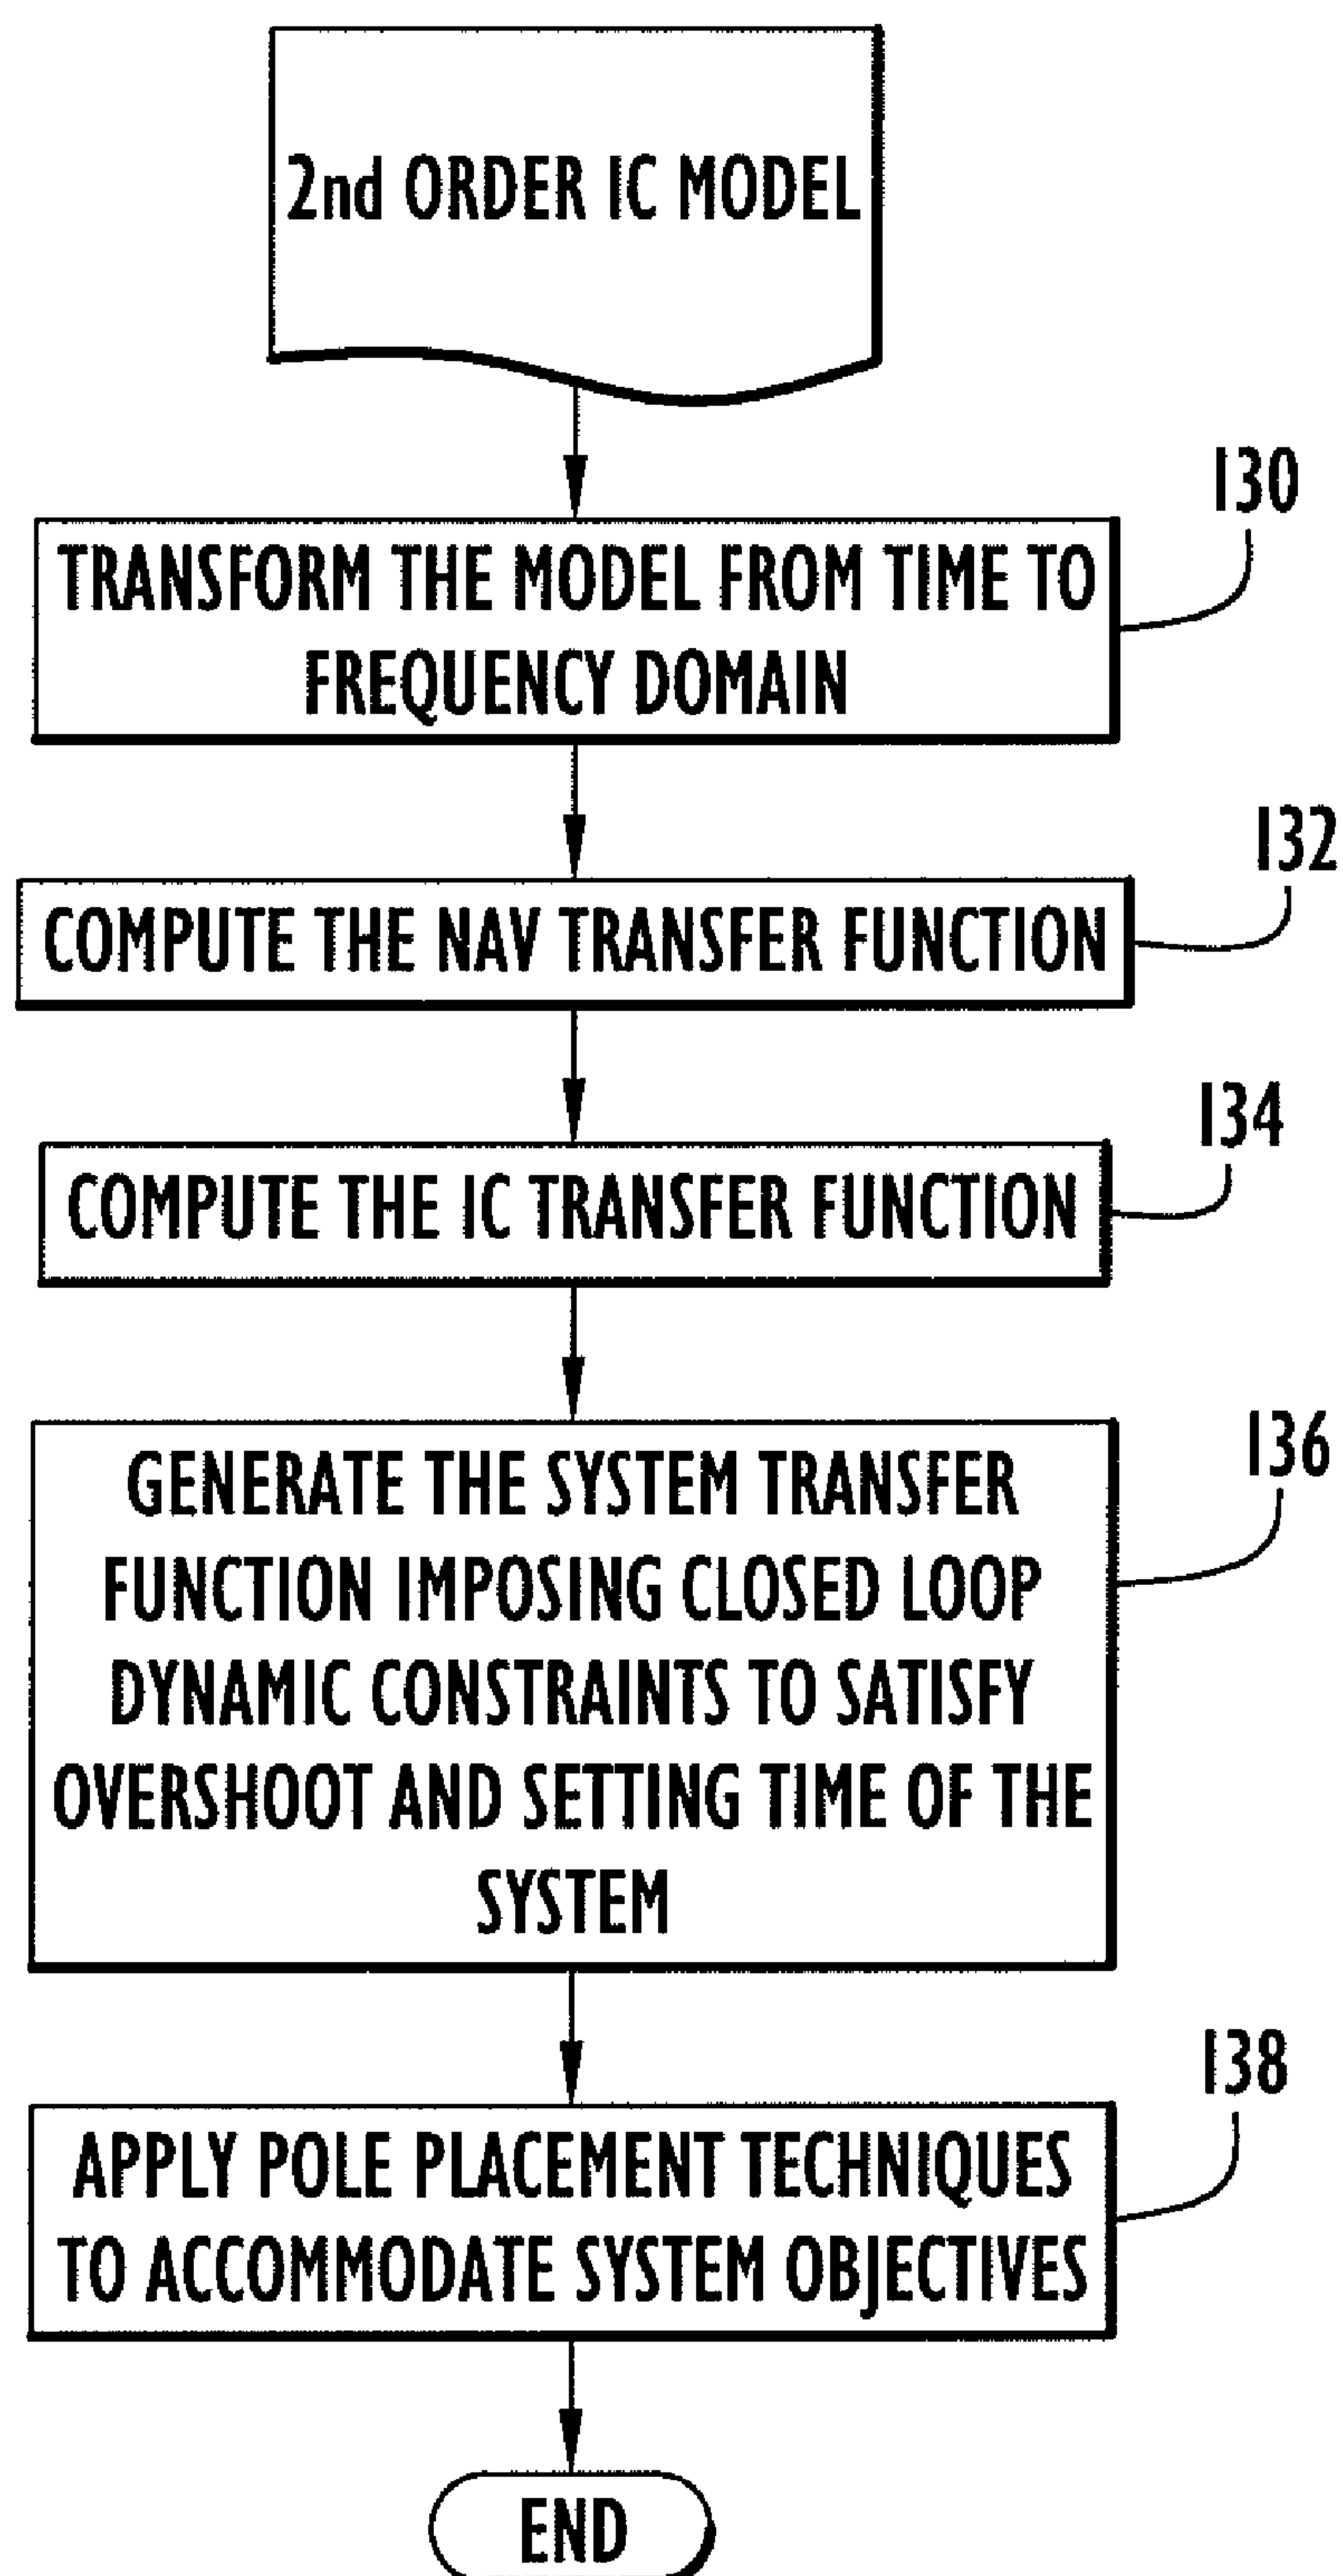 2nd ORDER IC MODEL
130
TRANSFORM THE MODEL FROM TIME TO
FREQUENCY DOMAIN
132
COMPUTE THE NAV TRANSFER FUNCTION
134
COMPUTE THE IC TRANSFER FUNCTION
136
GENERATE THE SYSTEM TRANSFER
FUNCTION IMPOSING CLOSED LOOP
DYNAMIC CONSTRAINTS TO SATISFY
OVERSHOOT AND SETTING TIME OF THE
SYSTEM
138
APPLY POLE PLACEMENT TECHNIQUES
TO ACCOMMODATE SYSTEM OBJECTIVES
END